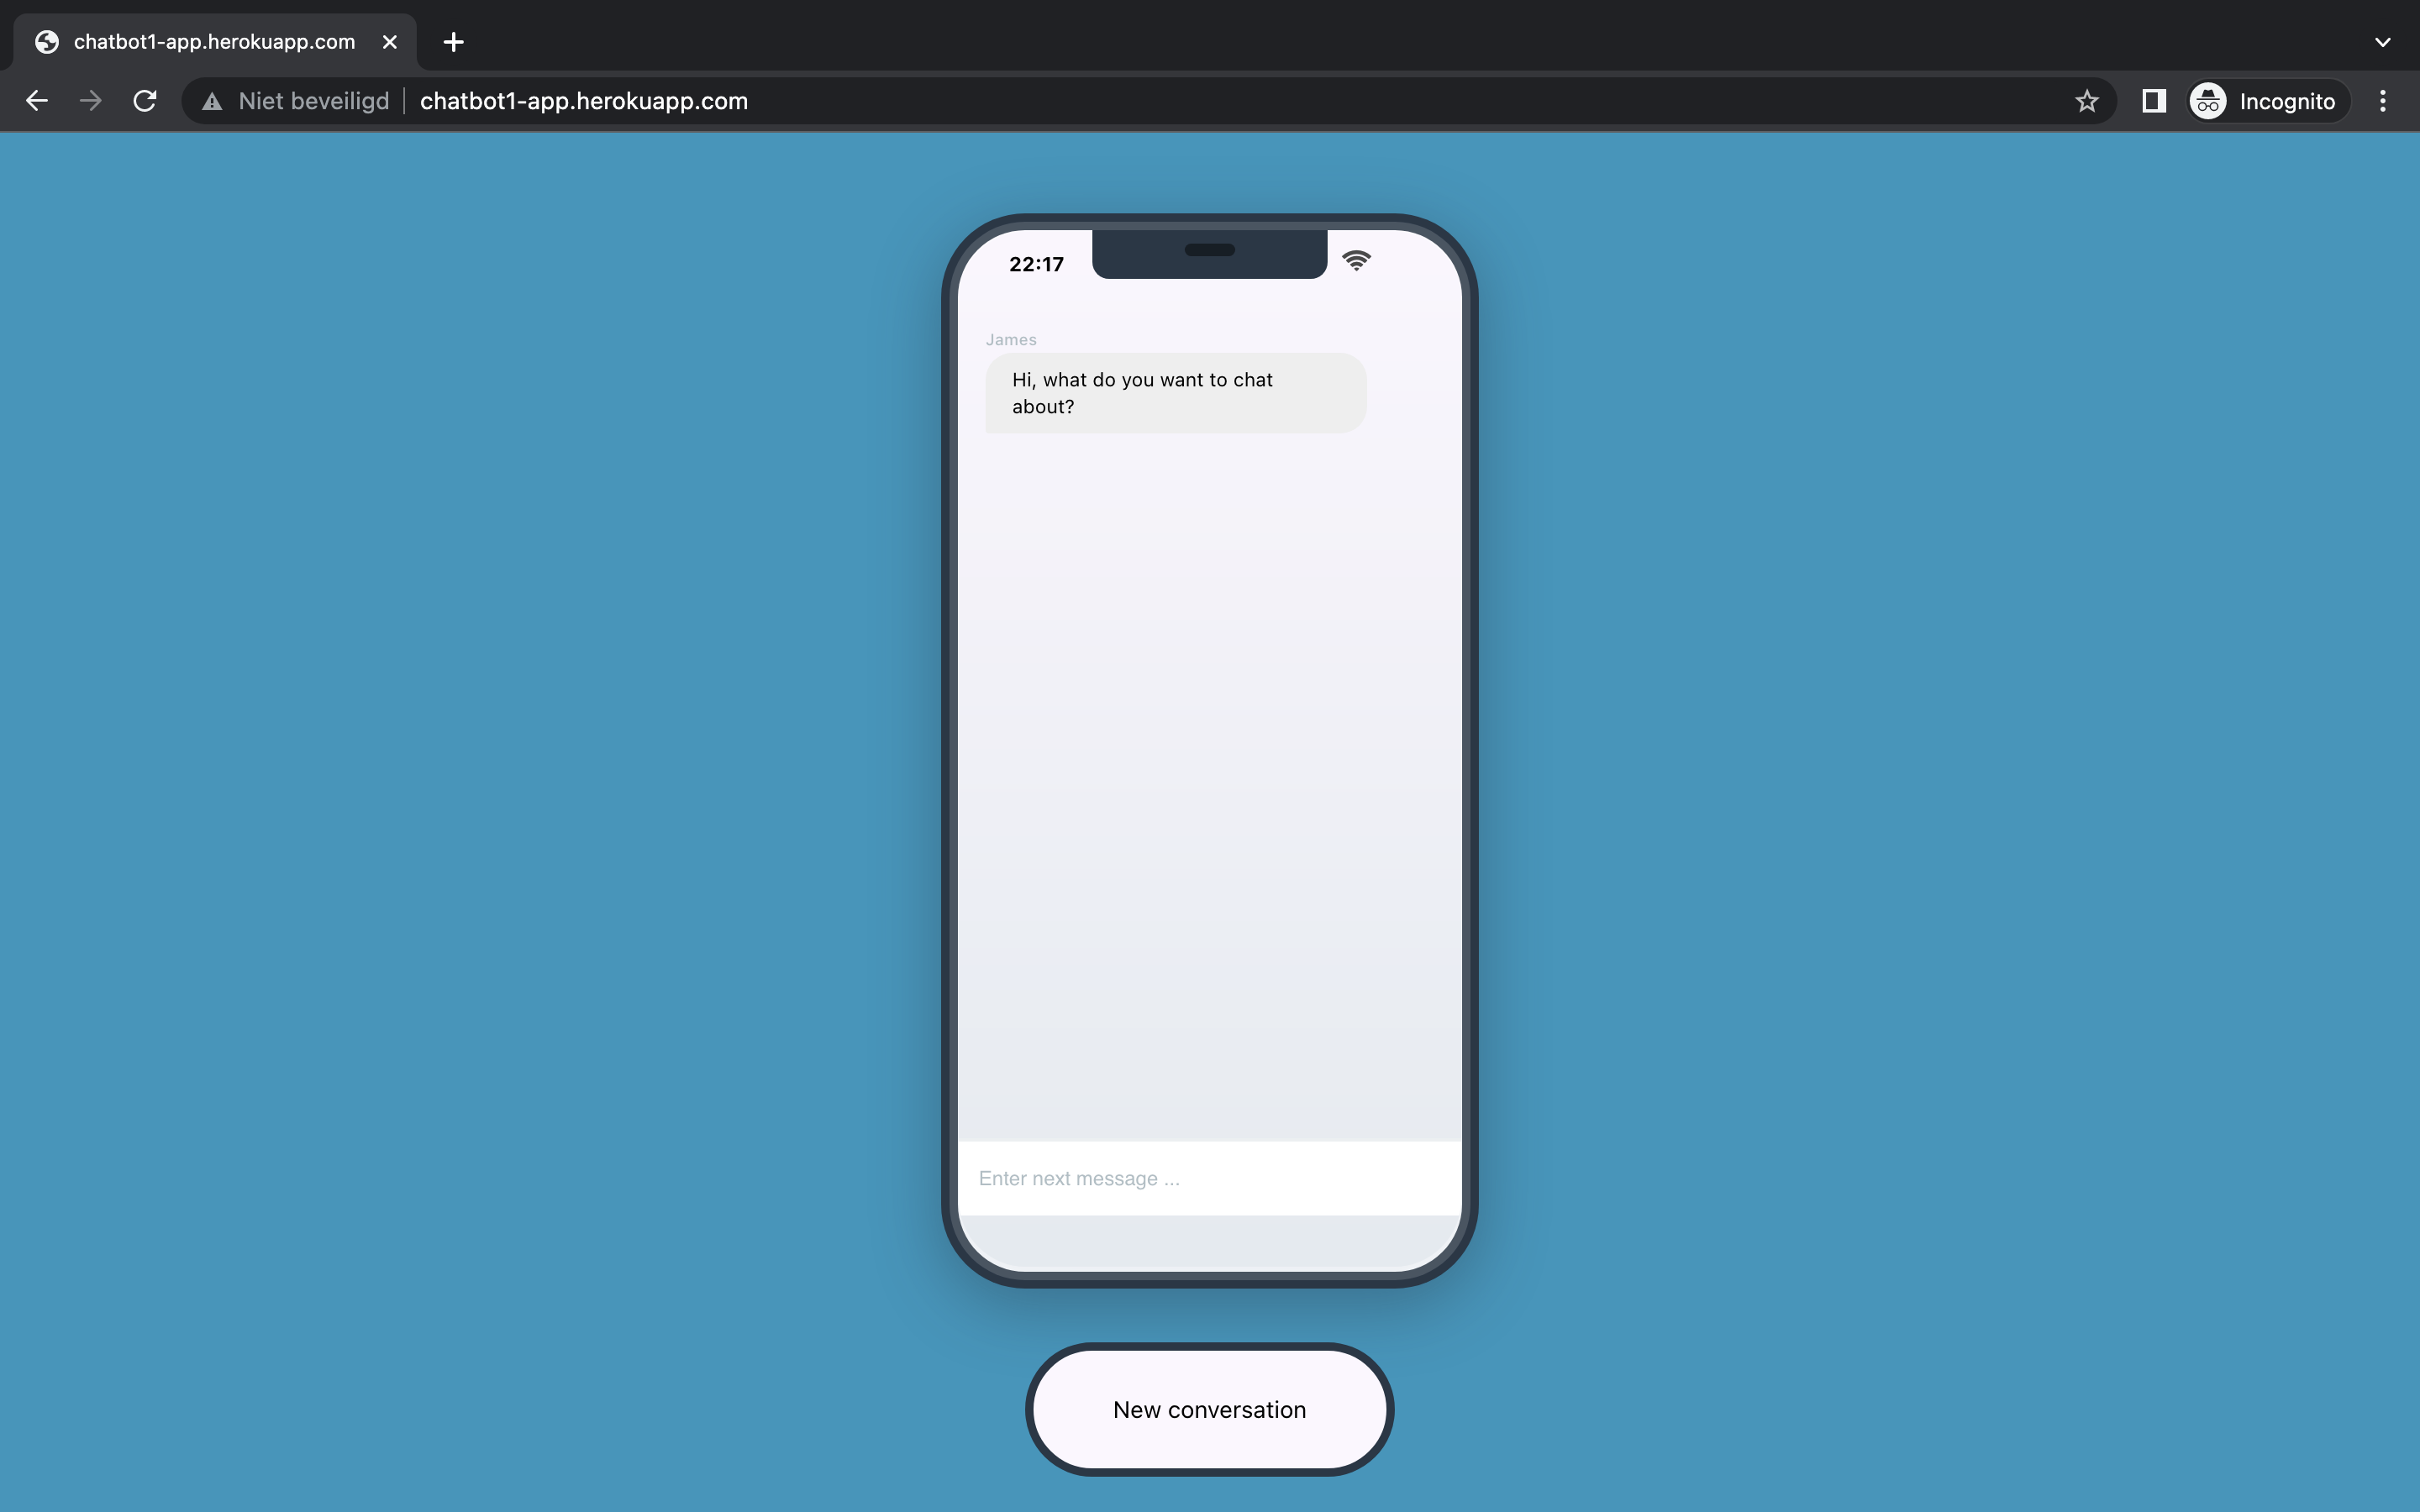 chatbot1-app.herokuapp.com
Niet beveiligd chatbot1-app.herokuapp.com Incognito
22:17
James
Hi, what do you want to chat
about?
Enter next message ...
New conversation